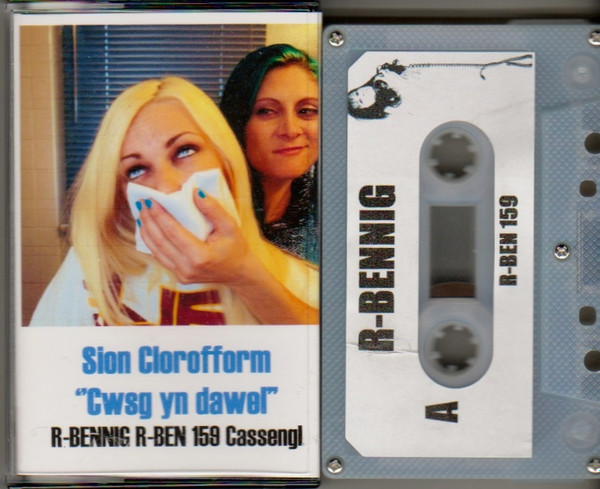 Sion Clorofform
"Cwsg yn dawel"
R-BENNIG R-BEN 159 Cassengl
R-BENNIG
R-BEN 159
A